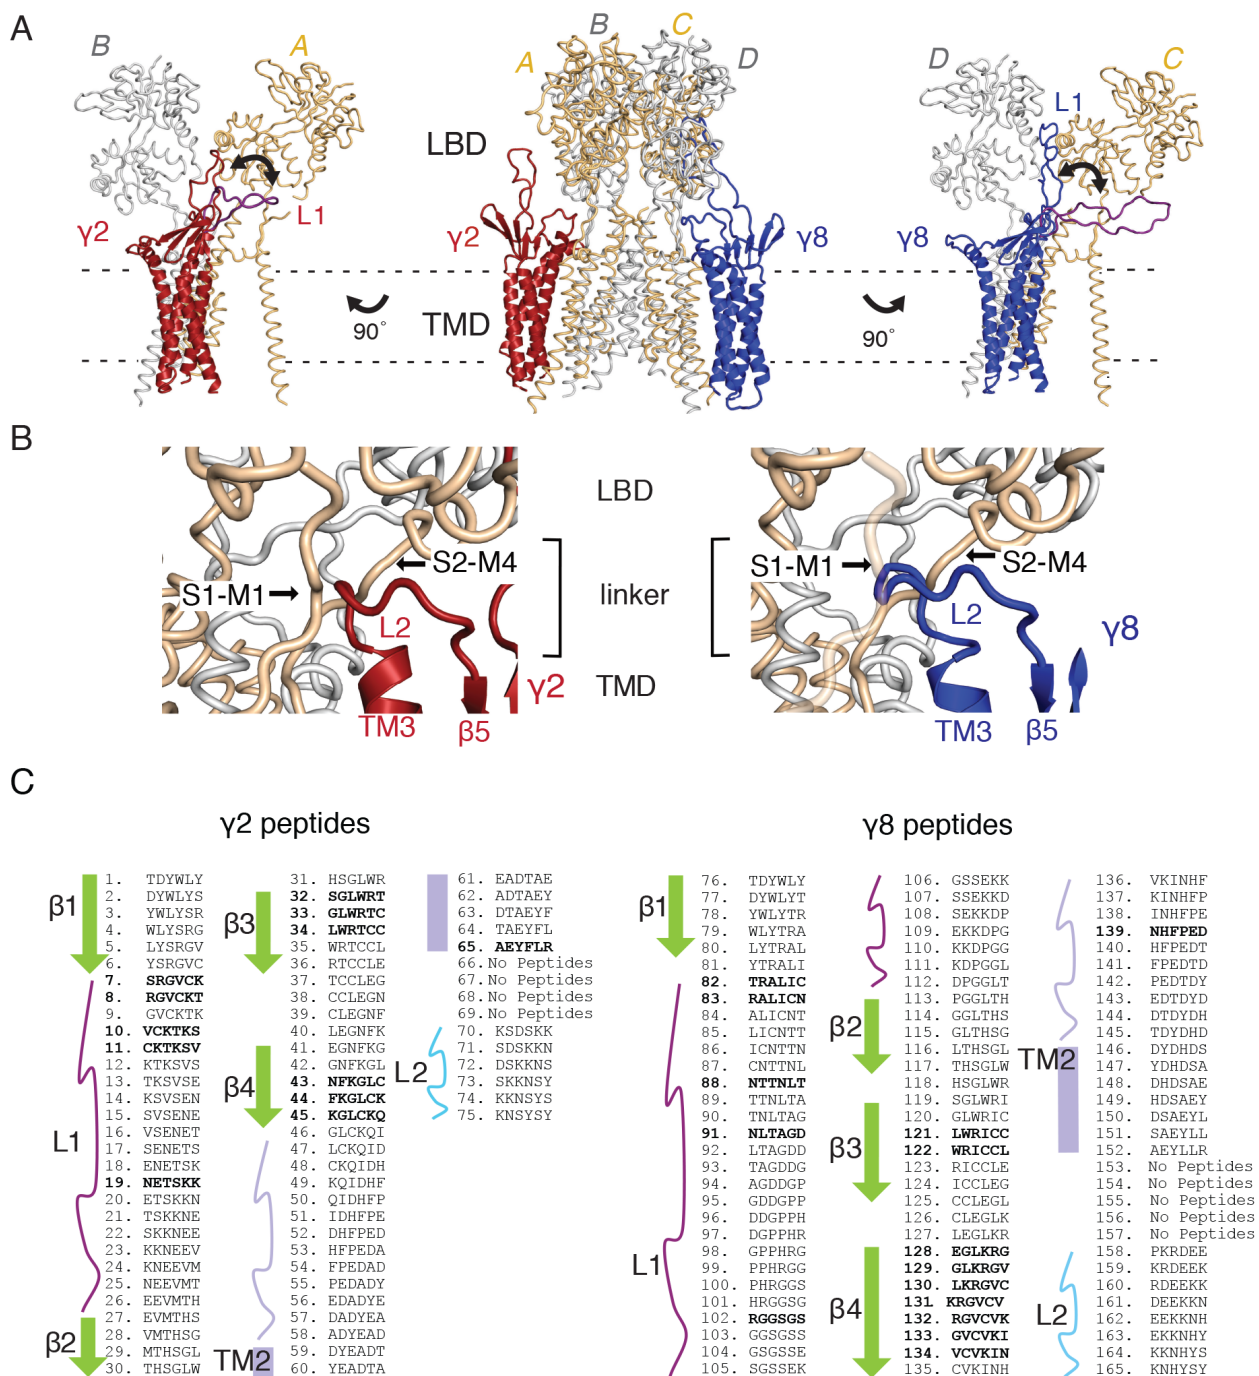 A
B
A
B
C
A
D
D
C
L1
LBD
γ2
L1
γ2
γ8
γ8
90°
TMD
90°
B
LBD
S1-M1
S2-M4
L2
linker
S1-M1
S2-M4
L2
γ2
TMD
γ8
TM3
β5
TM3
β5
C
γ2 peptides
β1
1. TDYWLY
2. DYWLYS
3. YWLYSR
4. WLYSRG
5. LYSRGV
6. YSRGVC
7. SRGVCK
8. RGVCKT
9. GVCKTK
10. VCKTKS
11. CKTKSV
12. KTKSVS
13. TKSVSE
14. KSVSEN
15. SVSENE
L1
16. VSENET
17. SENETS
18. ENETSK
19. NETSKK
20. ETSKKN
21. TSKKNE
22. SKKNEE
23. KKNEEV
24. KNEEVM
25. NEEVMT
26. EEVMTH
27. EVMTHS
β2
28. VMTHSG
29. MTHSGL
30. THSGLW
31. HSGLWR
32. SGLWRT
β3
33. GLWRTC
34. LWRTCC
35. WRTCCL
36. RTCCLE
37. TCCLEG
38. CCLEGN
39. CLEGNF
40. LEGNFK
41. EGNFKG
42. GNFKGL
β4
43. NFKGLC
44. FKGLCK
45. KGLCKQ
46. GLCKQI
47. LCKQID
48. CKQIDH
49. KQIDHF
50. QIDHFP
51. IDHFPE
52. DHFPED
53. HFPEDA
54. FPEDAD
55. PEDADY
56. EDADYE
57. DADYEA
58. ADYEAD
TM2
59. DYEADT
60. YEADTA
61. EADTAE
62. ADTAEY
63. DTAEYF
64. TAEYFL
65. AEYFLR
66. No Peptides
67. No Peptides
68. No Peptides
69. No Peptides
70. KSDSKK
71. SDSKKN
L2
72. DSKKNS
73. SKKNSY
74. KKNSYS
75. KNSYSY
γ8 peptides
76. TDYWLY
77. DYWLYT
β1
78. YWLYTR
79. WLYTRA
80. LYTRAL
81. YTRALI
82. TRALIC
83. RALICN
84. ALICNT
85. LICNTT
86. ICNTTN
87. CNTTNL
88. NTTNLT
89. TTNLTA
90. TNLTAG
91. NLTAGD
92. LTAGDD
93. TAGDDG
94. AGDDGP
95. GDDGPP
96. DDGPPH
97. DGPPHR
98. GPPHRG
L1
99. PPHRGG
100. PHRGGS
101. HRGGSG
102. RGGSGS
103. GGSGSS
104. GSGSSE
105. SGSSEK
106. GSSEKK
107. SSEKKD
108. SEKKDP
109. EKKDPG
110. KKDPGG
111. KDPGGL
112. DPGGLT
113. PGGLTH
β2
114. GGLTHS
115. GLTHSG
116. LTHSGL
117. THSGLW
118. HSGLWR
119. SGLWRI
120. GLWRIC
β3
121. LWRICC
122. WRICCL
123. RICCLE
124. ICCLEG
125. CCLEGL
126. CLEGLK
127. LEGLKR
128. EGLKRG
129. GLKRGV
130. LKRGVC
β4
131 KRGVCV
132. RGVCVK
133. GVCVKI
134. VCVKIN
135. CVKINH
136. VKINHF
137. KINHFP
138. INHFPE
139. NHFPED
140. HFPEDT
141. FPEDTD
142. PEDTDY
143. EDTDYD
144. DTDYDH
145. TDYDHD
TM2
146. DYDHDS
147. YDHDSA
148. DHDSAE
149. HDSAEY
150. DSAEYL
151. SAEYLL
152. AEYLLR
153. No Peptides
154. No Peptides
155. No Peptides
156. No Peptides
157. No Peptides
158. PKRDEE
159. KRDEEK
160. RDEEKK
161. DEEKKN
L2
162. EEKKNH
163. EKKNHY
164. KKNHYS
165. KNHYSY